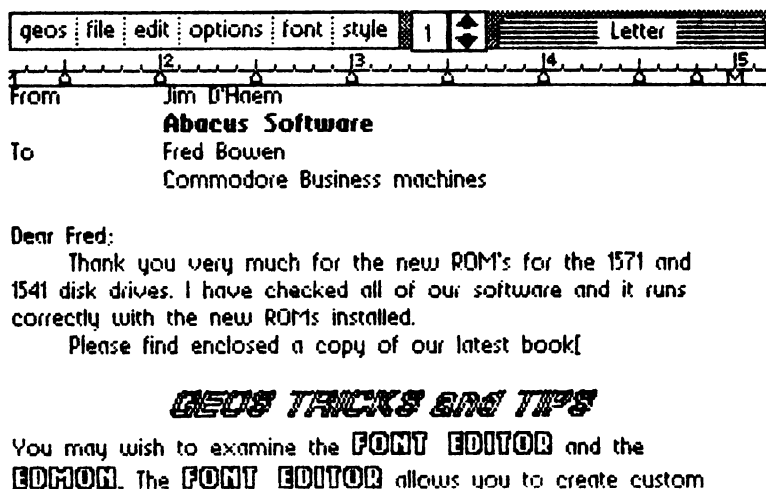 geos file edit options font style 1 Letter
2 3 4 5
M
From Jim D'Haem
Abacus Software
To Fred Bowen
Commodore Business machines
Dear Fred:
Thank you very much for the new ROM's for the 1571 and
1541 disk drives. I have checked all of our software and it runs
correctly with the new ROMs installed.
Please find enclosed a copy of our latest book[
GEOS TRICKS and TIPS
You may wish to examine the FONT EDITOR and the
EDMON. The FONT EDITOR allows you to create custom